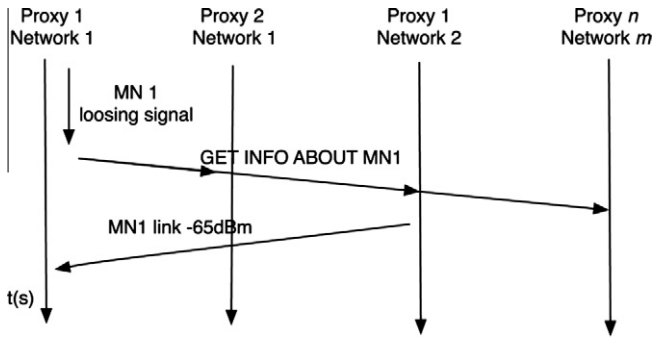 Proxy 1
Network 1
Proxy 2
Network 1
Proxy 1
Network 2
Proxy n
Network m
MN 1
loosing signal
GET INFO ABOUT MN1
MN1 link -65dBm
t(s)